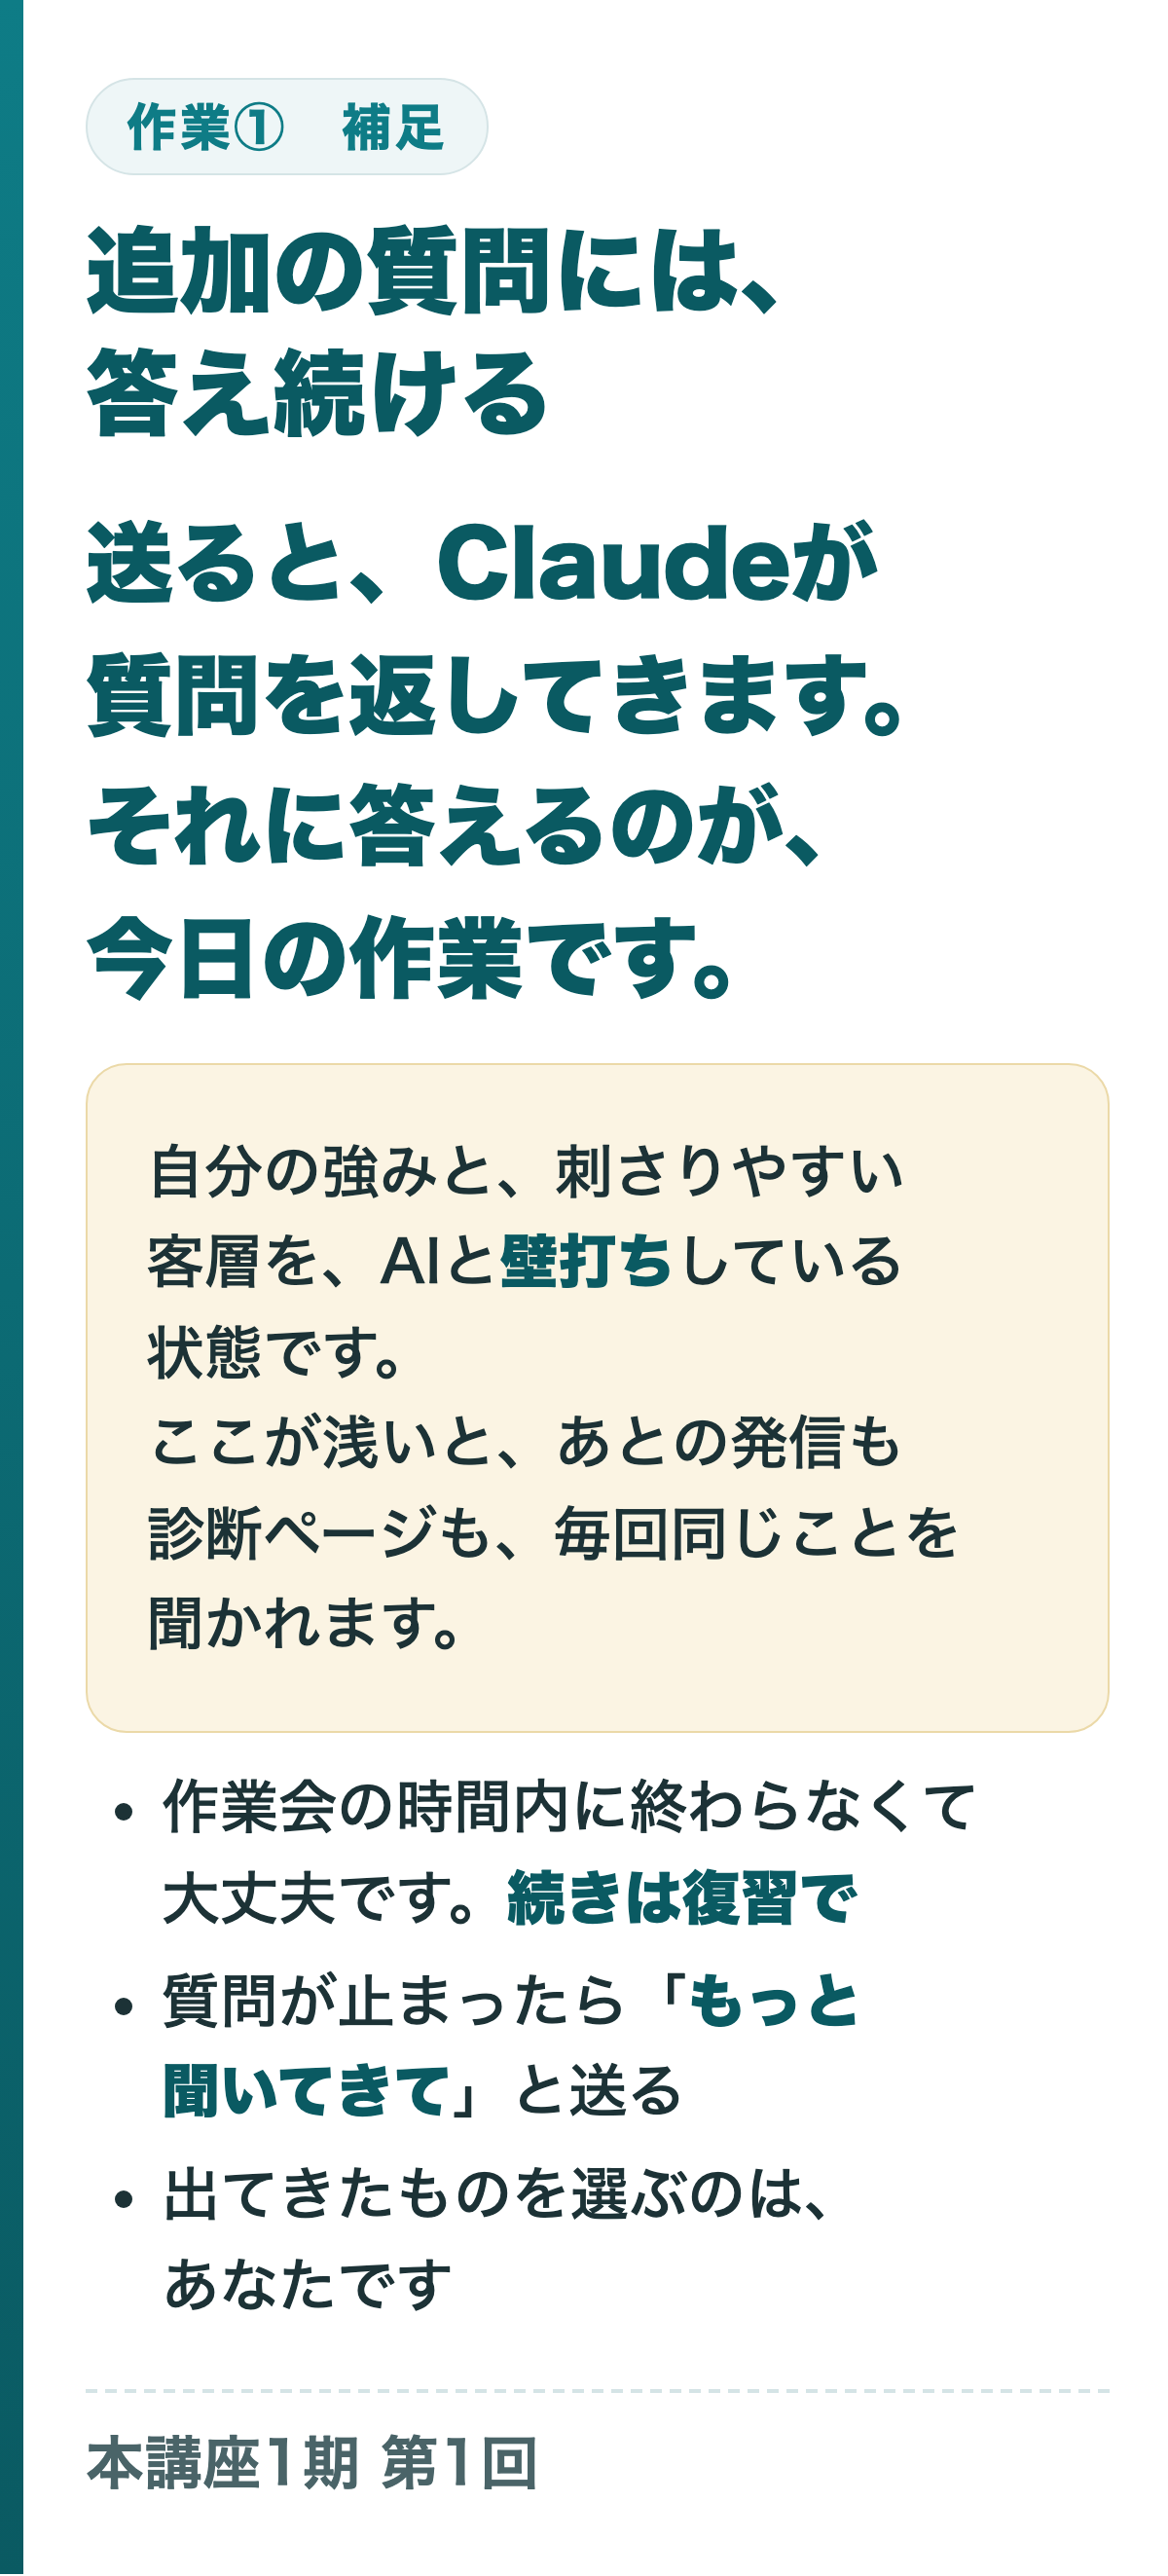 作業①　補足
追加の質問には、
答え続ける
送ると、Claudeが
質問を返してきます。
それに答えるのが、
今日の作業です。
自分の強みと、刺さりやすい
客層を、AIと壁打ちしている
状態です。
ここが浅いと、あとの発信も
診断ページも、毎回同じことを
聞かれます。
• 作業会の時間内に終わらなくて
大丈夫です。続きは復習で
• 質問が止まったら「もっと
聞いてきて」と送る
• 出てきたものを選ぶのは、
あなたです
本講座1期 第1回